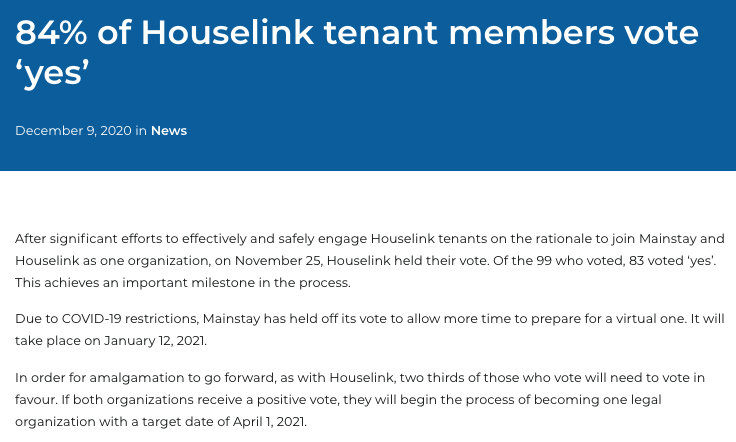 84% of Houselink tenant members vote
‘yes’
December 9, 2020 in News
After significant efforts to effectively and safely engage Houselink tenants on the rationale to join Mainstay and
Houselink as one organization, on November 25, Houselink held their vote. Of the 99 who voted, 83 voted ‘yes’.
This achieves an important milestone in the process.
Due to COVID-19 restrictions, Mainstay has held off its vote to allow more time to prepare for a virtual one. It will
take place on January 12, 2021.
In order for amalgamation to go forward, as with Houselink, two thirds of those who vote will need to vote in
favour. If both organizations receive a positive vote, they will begin the process of becoming one legal
organization with a target date of April 1, 2021.